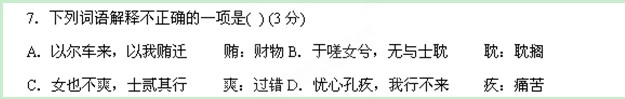 7．下列词语解释不正确的一项是( ) (3 分)
A．以尔车来，以我贿迁 贿：财物 B．于嗟女兮，无与士耽 耽：耽搁
C．女也不爽，士贰其行 爽：过错 D．忧心孔疚，我行不来 疚：痛苦